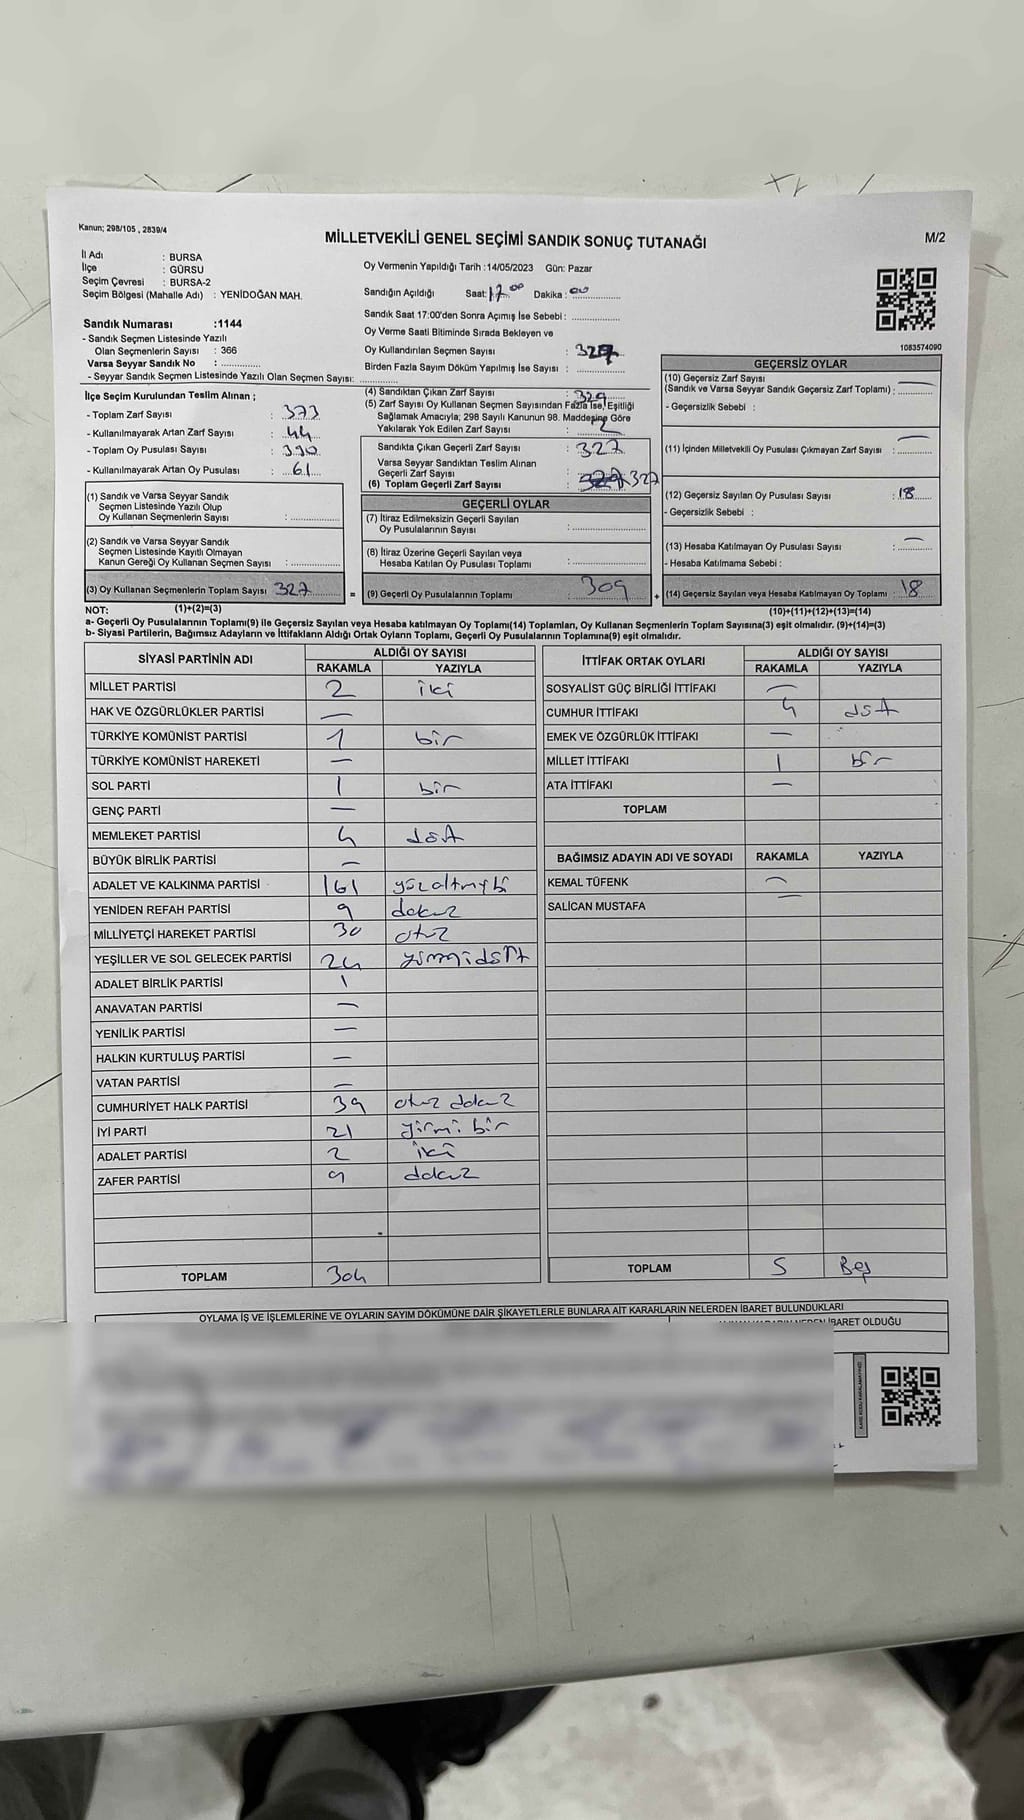 Kanun; 298/105 , 2839/4
MİLLETVEKİLİ GENEL SEÇİMİ SANDIK SONUÇ TUTANAĞI
M/2
İl Adı : BURSA
İlçe : GÜRSU
Seçim Çevresi : BURSA-2
Seçim Bölgesi (Mahalle Adı) : YENİDOĞAN MAH.
Sandık Numarası :1144
- Sandık Seçmen Listesinde Yazılı
Olan Seçmenlerin Sayısı : 366
Varsa Seyyar Sandık No : ..............
- Seyyar Sandık Seçmen Listesinde Yazılı Olan Seçmen Sayısı: ..............
İlçe Seçim Kurulundan Teslim Alınan ;
- Toplam Zarf Sayısı : 373
- Kullanılmayarak Artan Zarf Sayısı : 44
- Toplam Oy Pusulası Sayısı : 390
- Kullanılmayarak Artan Oy Pusulası : 61
(1) Sandık ve Varsa Seyyar Sandık
Seçmen Listesinde Yazılı Olup
Oy Kullanan Seçmenlerin Sayısı : ..............
(2) Sandık ve Varsa Seyyar Sandık
Seçmen Listesinde Kayıtlı Olmayan
Kanun Gereği Oy Kullanan Seçmen Sayısı : ..............
(3) Oy Kullanan Seçmenlerin Toplam Sayısı 327
Oy Vermenin Yapıldığı Tarih :14/05/2023 Gün: Pazar
Sandığın Açıldığı Saat: 17 00 Dakika : 00
Sandık Saat 17:00'den Sonra Açımış İse Sebebi : ..............
Oy Verme Saati Bitiminde Sırada Bekleyen ve
Oy Kullandırılan Seçmen Sayısı : 327
Birden Fazla Sayım Döküm Yapılmış İse Sayısı : ..............
(4) Sandıktan Çıkan Zarf Sayısı : 329
(5) Zarf Sayısı Oy Kullanan Seçmen Sayısından Fazla İse, Eşitliği
Sağlamak Amacıyla; 298 Sayılı Kanunun 98. Maddesine Göre
Yakılarak Yok Edilen Zarf Sayısı : 2
Sandıkta Çıkan Geçerli Zarf Sayısı : 327
Varsa Seyyar Sandıktan Teslim Alınan
Geçerli Zarf Sayısı
(6) Toplam Geçerli Zarf Sayısı : 327
GEÇERLİ OYLAR
(7) İtiraz Edilmeksizin Geçerli Sayılan
Oy Pusulalarının Sayısı : ..............
(8) İtiraz Üzerine Geçerli Sayılan veya
Hesaba Katılan Oy Pusulası Toplamı : ..............
= (9) Geçerli Oy Pusulalarının Toplamı : 309
1083574090
GEÇERSİZ OYLAR
(10) Geçersiz Zarf Sayısı
(Sandık ve Varsa Seyyar Sandık Geçersiz Zarf Toplamı) : —
- Geçersizlik Sebebi :
(11) İçinden Milletvekili Oy Pusulası Çıkmayan Zarf Sayısı : —
(12) Geçersiz Sayılan Oy Pusulası Sayısı : 18
- Geçersizlik Sebebi :
(13) Hesaba Katılmayan Oy Pusulası Sayısı : —
- Hesaba Katılmama Sebebi :
+ (14) Geçersiz Sayılan veya Hesaba Katılmayan Oy Toplamı : 18
NOT: (1)+(2)=(3)
(10)+(11)+(12)+(13)=(14)
a- Geçerli Oy Pusulalarının Toplamı(9) ile Geçersiz Sayılan veya Hesaba katılmayan Oy Toplamı(14) Toplamları, Oy Kullanan Seçmenlerin Toplam Sayısına(3) eşit olmalıdır. (9)+(14)=(3)
b- Siyasi Partilerin, Bağımsız Adayların ve İttifakların Aldığı Ortak Oyların Toplamı, Geçerli Oy Pusulalarının Toplamına(9) eşit olmalıdır.
SİYASİ PARTİNİN ADI ALDIĞI OY SAYISI
RAKAMLA YAZIYLA
MİLLET PARTİSİ 2 iki
HAK VE ÖZGÜRLÜKLER PARTİSİ —
TÜRKİYE KOMÜNİST PARTİSİ 1 bir
TÜRKİYE KOMÜNİST HAREKETİ —
SOL PARTİ 1 bir
GENÇ PARTİ —
MEMLEKET PARTİSİ 4 dört
BÜYÜK BİRLİK PARTİSİ —
ADALET VE KALKINMA PARTİSİ 161 yüzaltmışbi
YENİDEN REFAH PARTİSİ 9 dokuz
MİLLİYETÇİ HAREKET PARTİSİ 30 otuz
YEŞİLLER VE SOL GELECEK PARTİSİ 24 yirmidört
ADALET BİRLİK PARTİSİ 1
ANAVATAN PARTİSİ —
YENİLİK PARTİSİ —
HALKIN KURTULUŞ PARTİSİ —
VATAN PARTİSİ —
CUMHURİYET HALK PARTİSİ 39 otuz dokuz
İYİ PARTİ 21 yirmi bir
ADALET PARTİSİ 2 iki
ZAFER PARTİSİ 9 dokuz
TOPLAM 304
İTTİFAK ORTAK OYLARI ALDIĞI OY SAYISI
RAKAMLA YAZIYLA
SOSYALİST GÜÇ BİRLİĞİ İTTİFAKI —
CUMHUR İTTİFAKI 4 dört
EMEK VE ÖZGÜRLÜK İTTİFAKI —
MİLLET İTTİFAKI 1 bir
ATA İTTİFAKI —
TOPLAM
BAĞIMSIZ ADAYIN ADI VE SOYADI RAKAMLA YAZIYLA
KEMAL TÜFENK —
SALİCAN MUSTAFA —
TOPLAM 5 Beş
OYLAMA İŞ VE İŞLEMLERİNE VE OYLARIN SAYIM DÖKÜMÜNE DAİR ŞİKAYETLERLE BUNLARA AİT KARARLARIN NELERDEN İBARET BULUNDUKLARI
İBARET OLDUĞU